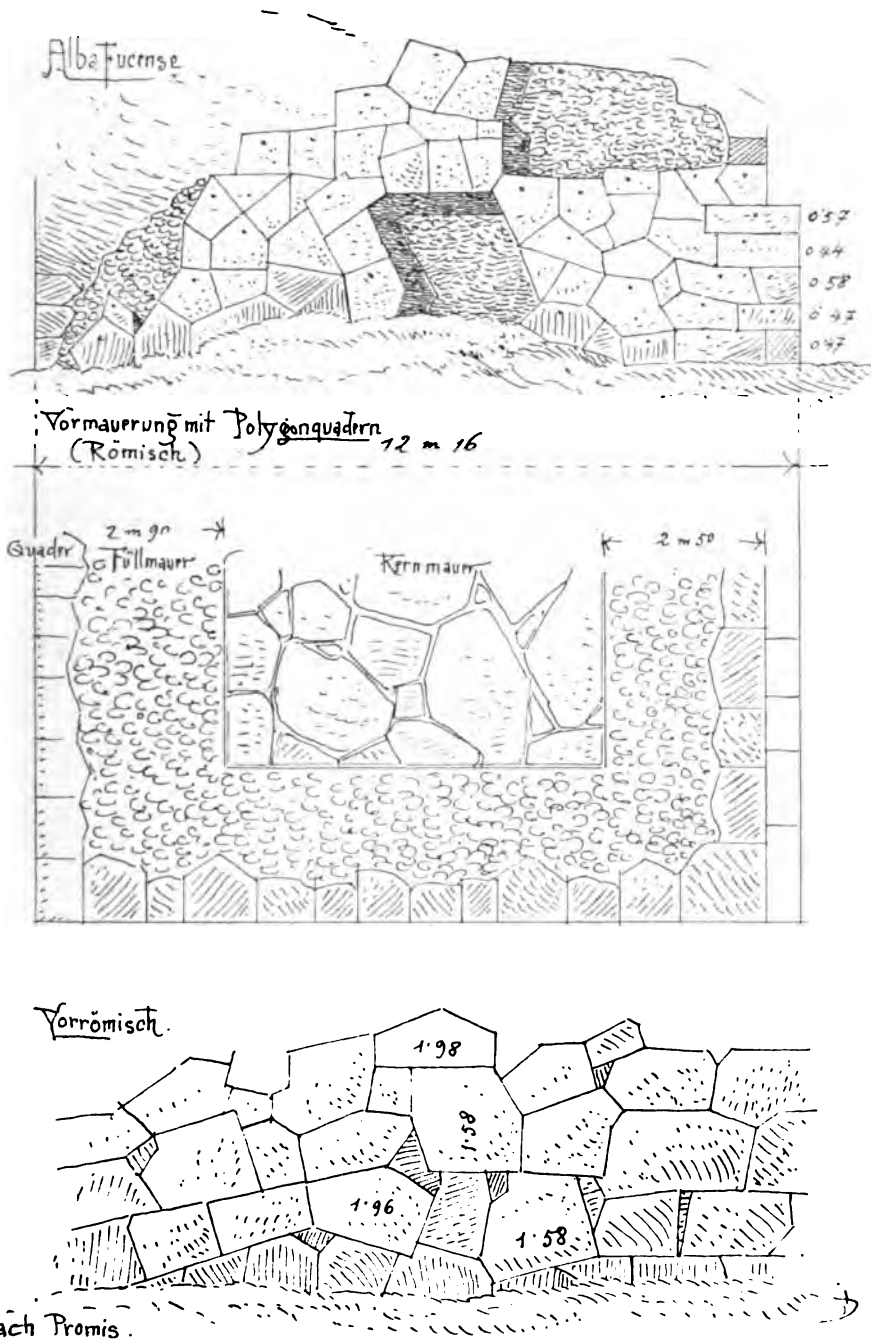 Alba Fucense
0·57
0·44
0·58
0·47
0·47
Vormauerung mit Polygonquadern
(Römisch)
12 m 16
2 m 90
2 m 50
Quader
Füllmauer
Kernmauer
Vorrömisch.
1·98
1·58
1·96
1·58
ach Promis.